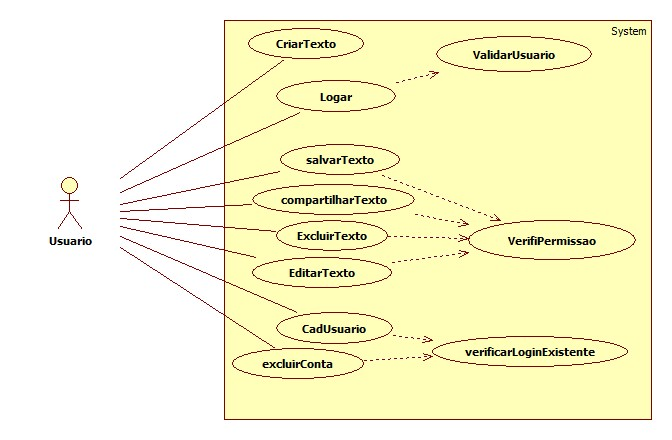 System
CriarTexto
ValidarUsuario
Logar
salvarTexto
compartilharTexto
ExcluirTexto
VerifiPermissao
Usuario
EditarTexto
CadUsuario
verificarLoginExistente
excluirConta